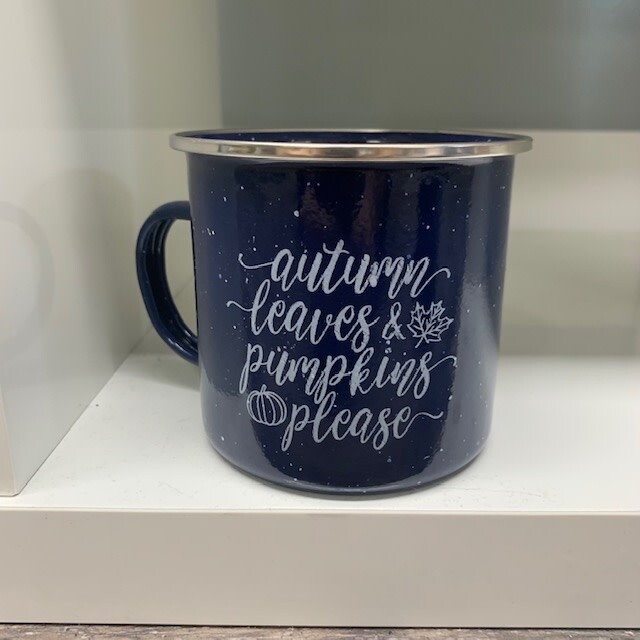 autumn
leaves &
pumpkins
please